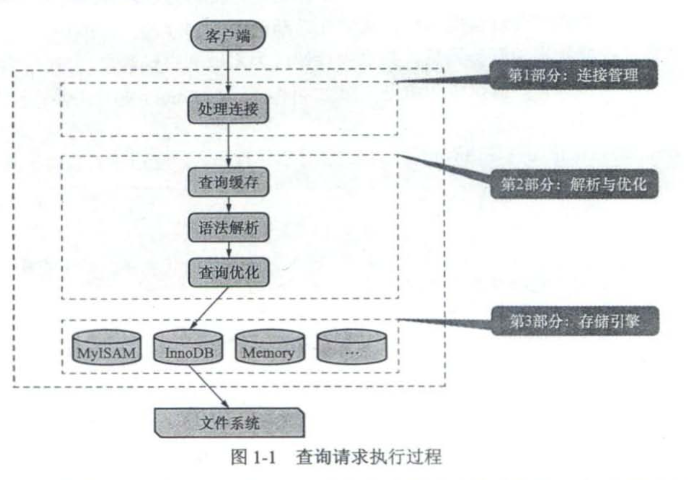 客户端
第1部分：连接管理
处理连接
查询缓存
第2部分：解析与优化
语法解析
查询优化
第3部分：存储引擎
MyISAM
InnoDB
Memory
…
文件系统
图 1-1 查询请求执行过程